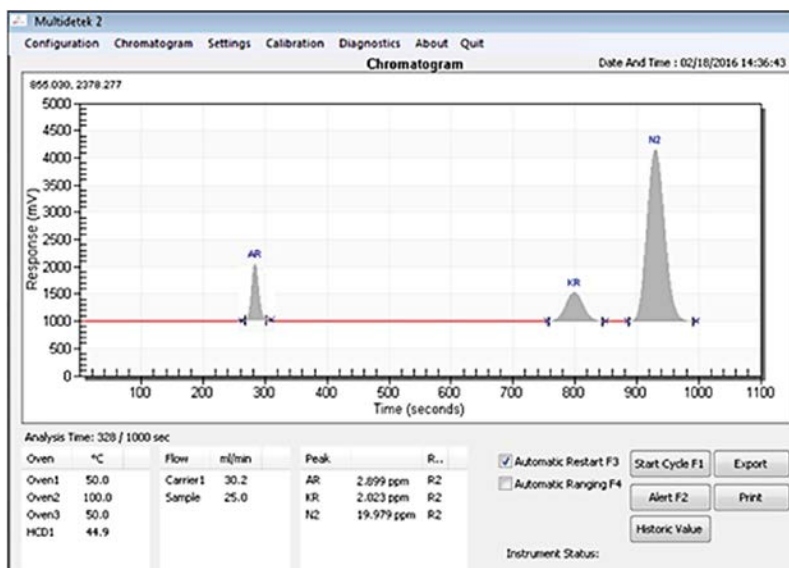 Multidetek 2
Configuration Chromatogram Settings Calibration Diagnostics About Quit
Chromatogram Date And Time : 02/18/2016 14:36:43
855.030, 2378.277
5000
4500
4000
3500
3000
2500
2000
1500
1000
500
0
Response (mV)
AR
KR
N2
100 200 300 400 500 600 700 800 900 1000 1100
Time (seconds)
Analysis Time: 328 / 1000 sec
Oven °C
Oven1 50.0
Oven2 100.0
Oven3 50.0
HCD1 44.9
Flow ml/min
Carrier1 30.2
Sample 25.0
Peak R..
AR 2.899 ppm R2
KR 2.023 ppm R2
N2 19.979 ppm R2
Automatic Restart F3
Automatic Ranging F4
Start Cycle F1 Export
Alert F2 Print
Historic Value
Instrument Status: